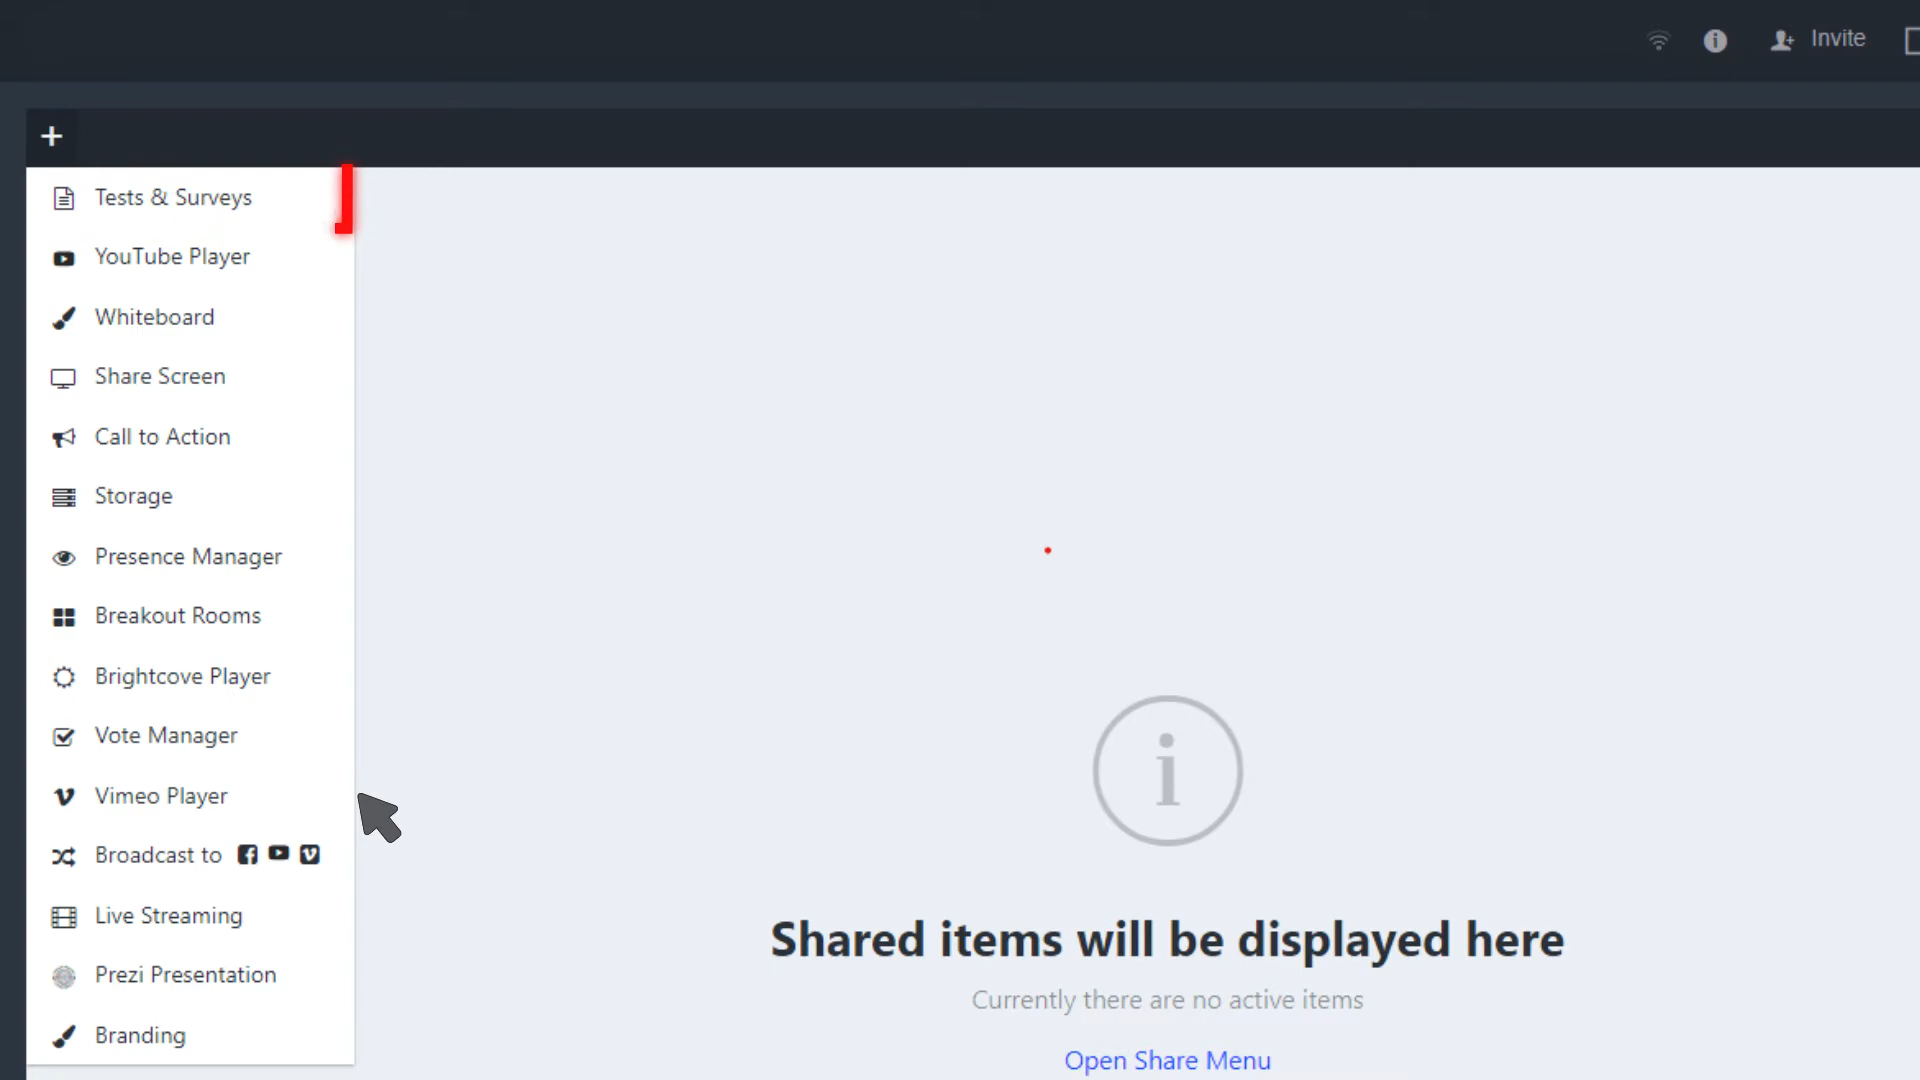 Invite
Tests & Surveys
YouTube Player
Whiteboard
Share Screen
Call to Action
Storage
Presence Manager
Breakout Rooms
Brightcove Player
Vote Manager
Vimeo Player
Broadcast to
Live Streaming
Prezi Presentation
Branding
Shared items will be displayed here
Currently there are no active items
Open Share Menu